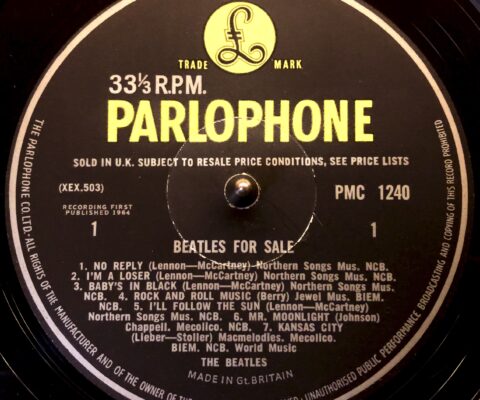 £
TRADE MARK
33⅓ R.P.M.
PARLOPHONE
SOLD IN U.K. SUBJECT TO RESALE PRICE CONDITIONS, SEE PRICE LISTS
(XEX.503)
PMC 1240
RECORDING FIRST
PUBLISHED 1964
1
1
BEATLES FOR SALE
1. NO REPLY (Lennon—McCartney) Northern Songs Mus. NCB.
2. I'M A LOSER (Lennon—McCartney) Northern Songs Mus. NCB.
3. BABY'S IN BLACK (Lennon—McCartney) Northern Songs Mus.
NCB. 4. ROCK AND ROLL MUSIC (Berry) Jewel Mus. BIEM.
NCB. 5. I'LL FOLLOW THE SUN (Lennon—McCartney)
Northern Songs Mus. NCB. 6. MR. MOONLIGHT (Johnson)
Chappell. Mecolico. NCB. 7. KANSAS CITY
(Lieber—Stoller) Macmelodies. Mecolico.
BIEM. NCB. World Music
THE BEATLES
MADE IN Gt. BRITAIN
THE PARLOPHONE CO. LTD. ALL RIGHTS OF THE MANUFACTURER AND OF THE OWNER OF THE
UNAUTHORISED PUBLIC PERFORMANCE BROADCASTING AND COPYING OF THIS RECORD PROHIBITED